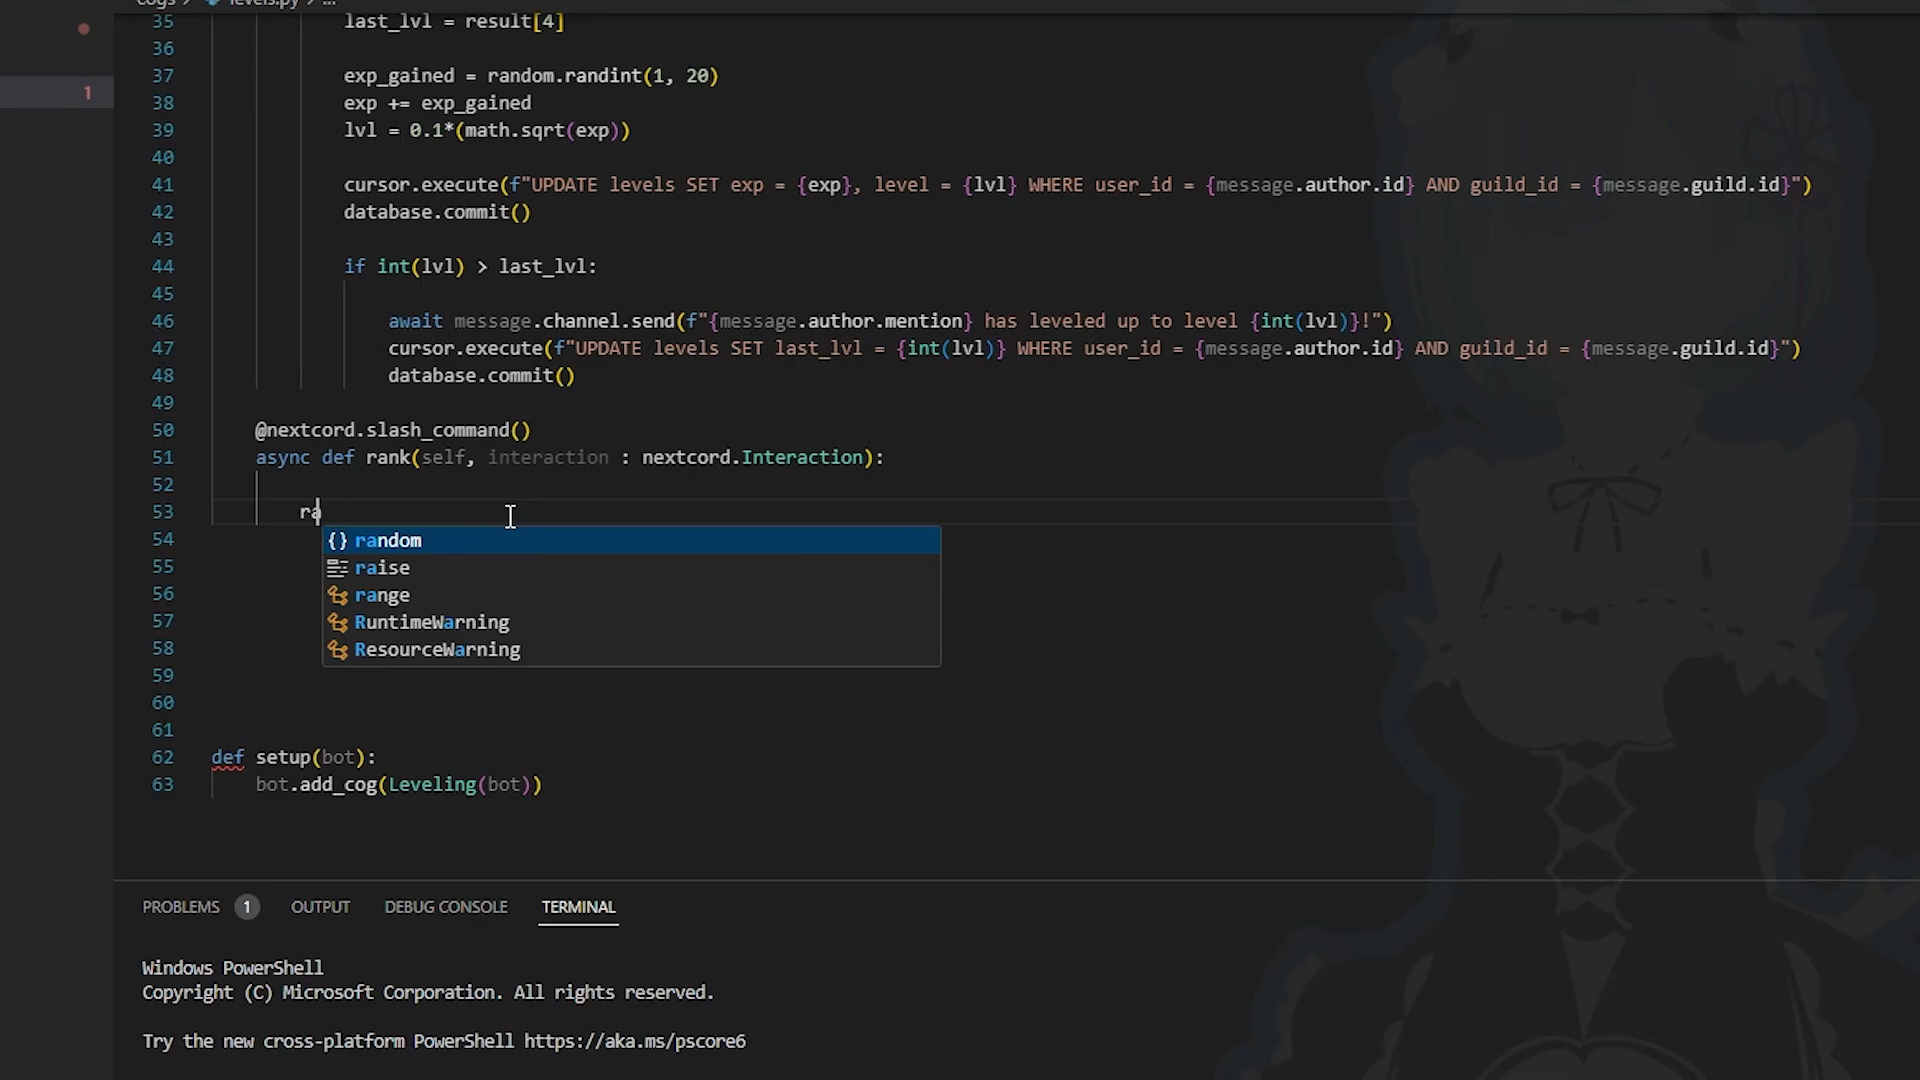 cogs > levels.py > ...
1
35 last_lvl = result[4]
36
37 exp_gained = random.randint(1, 20)
38 exp += exp_gained
39 lvl = 0.1*(math.sqrt(exp))
40
41 cursor.execute(f"UPDATE levels SET exp = {exp}, level = {lvl} WHERE user_id = {message.author.id} AND guild_id = {message.guild.id}")
42 database.commit()
43
44 if int(lvl) > last_lvl:
45
46 await message.channel.send(f"{message.author.mention} has leveled up to level {int(lvl)}!")
47 cursor.execute(f"UPDATE levels SET last_lvl = {int(lvl)} WHERE user_id = {message.author.id} AND guild_id = {message.guild.id}")
48 database.commit()
49
50 @nextcord.slash_command()
51 async def rank(self, interaction : nextcord.Interaction):
52
53 ra
54 {} random
55 raise
56 range
57 RuntimeWarning
58 ResourceWarning
59
60
61
62 def setup(bot):
63 bot.add_cog(Leveling(bot))
PROBLEMS 1 OUTPUT DEBUG CONSOLE TERMINAL
Windows PowerShell
Copyright (C) Microsoft Corporation. All rights reserved.
Try the new cross-platform PowerShell https://aka.ms/pscore6